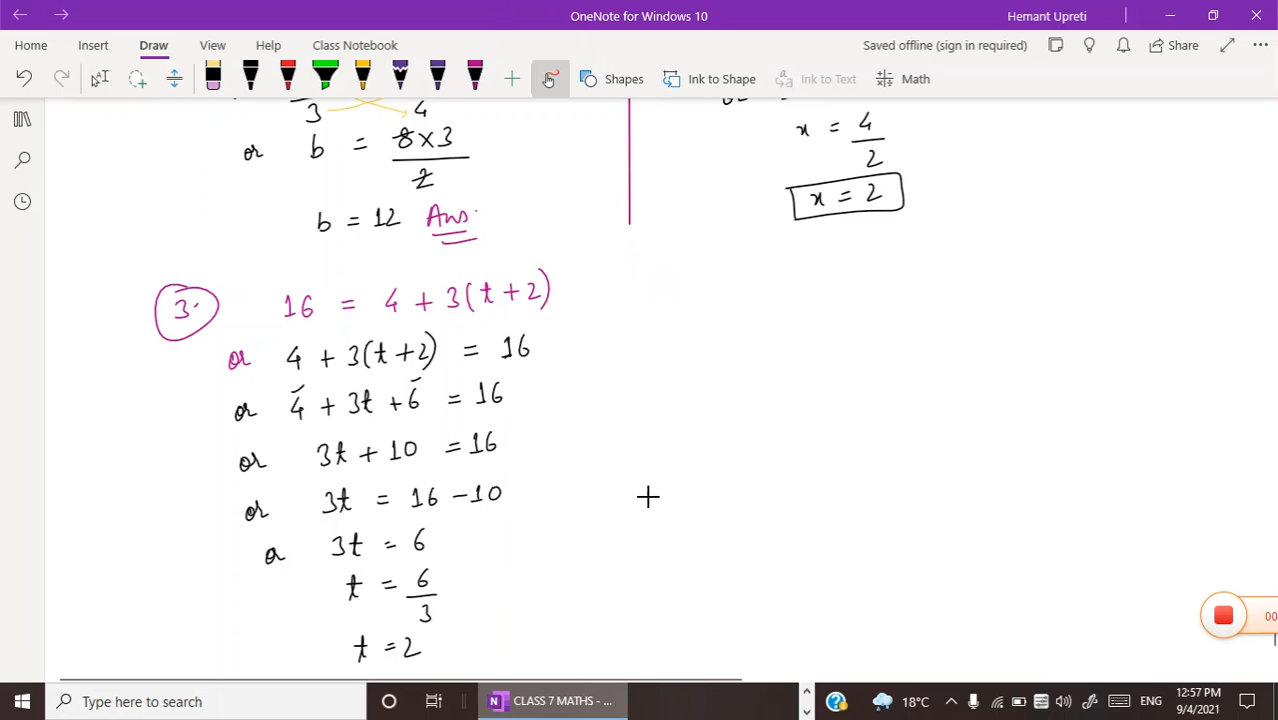 OneNote for Windows 10
Hemant Upreti
Home Insert Draw View Help Class Notebook
Saved offline (sign in required) Share
Shapes Ink to Shape Ink to Text Math
3 4
or b = 8×3
2
b = 12 Ans.
x = 4
2
x = 2
3. 16 = 4 + 3(t+2)
or 4 + 3(t+2) = 16
or 4 + 3t + 6 = 16
or 3t + 10 = 16
or 3t = 16 - 10
or 3t = 6
t = 6
3
t = 2
00
Type here to search
CLASS 7 MATHS - ...
18°C
ENG
12:57 PM
9/4/2021